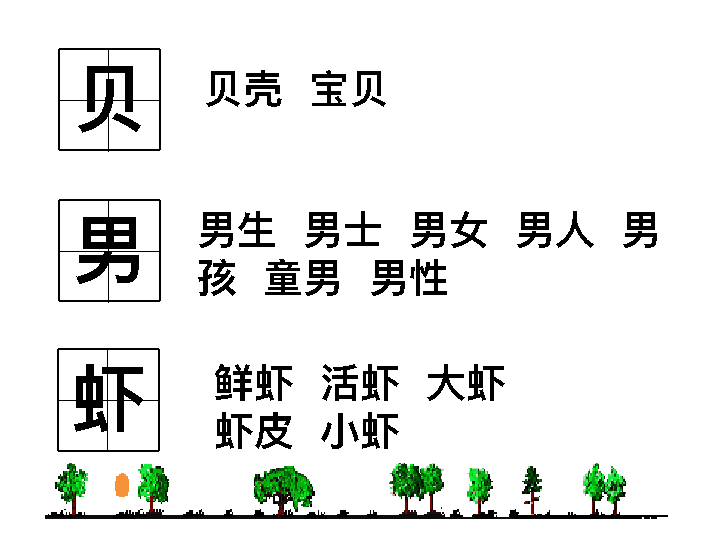 贝
贝壳 宝贝
男
男生 男士 男女 男人 男
孩 童男 男性
虾
鲜虾 活虾 大虾
虾皮 小虾